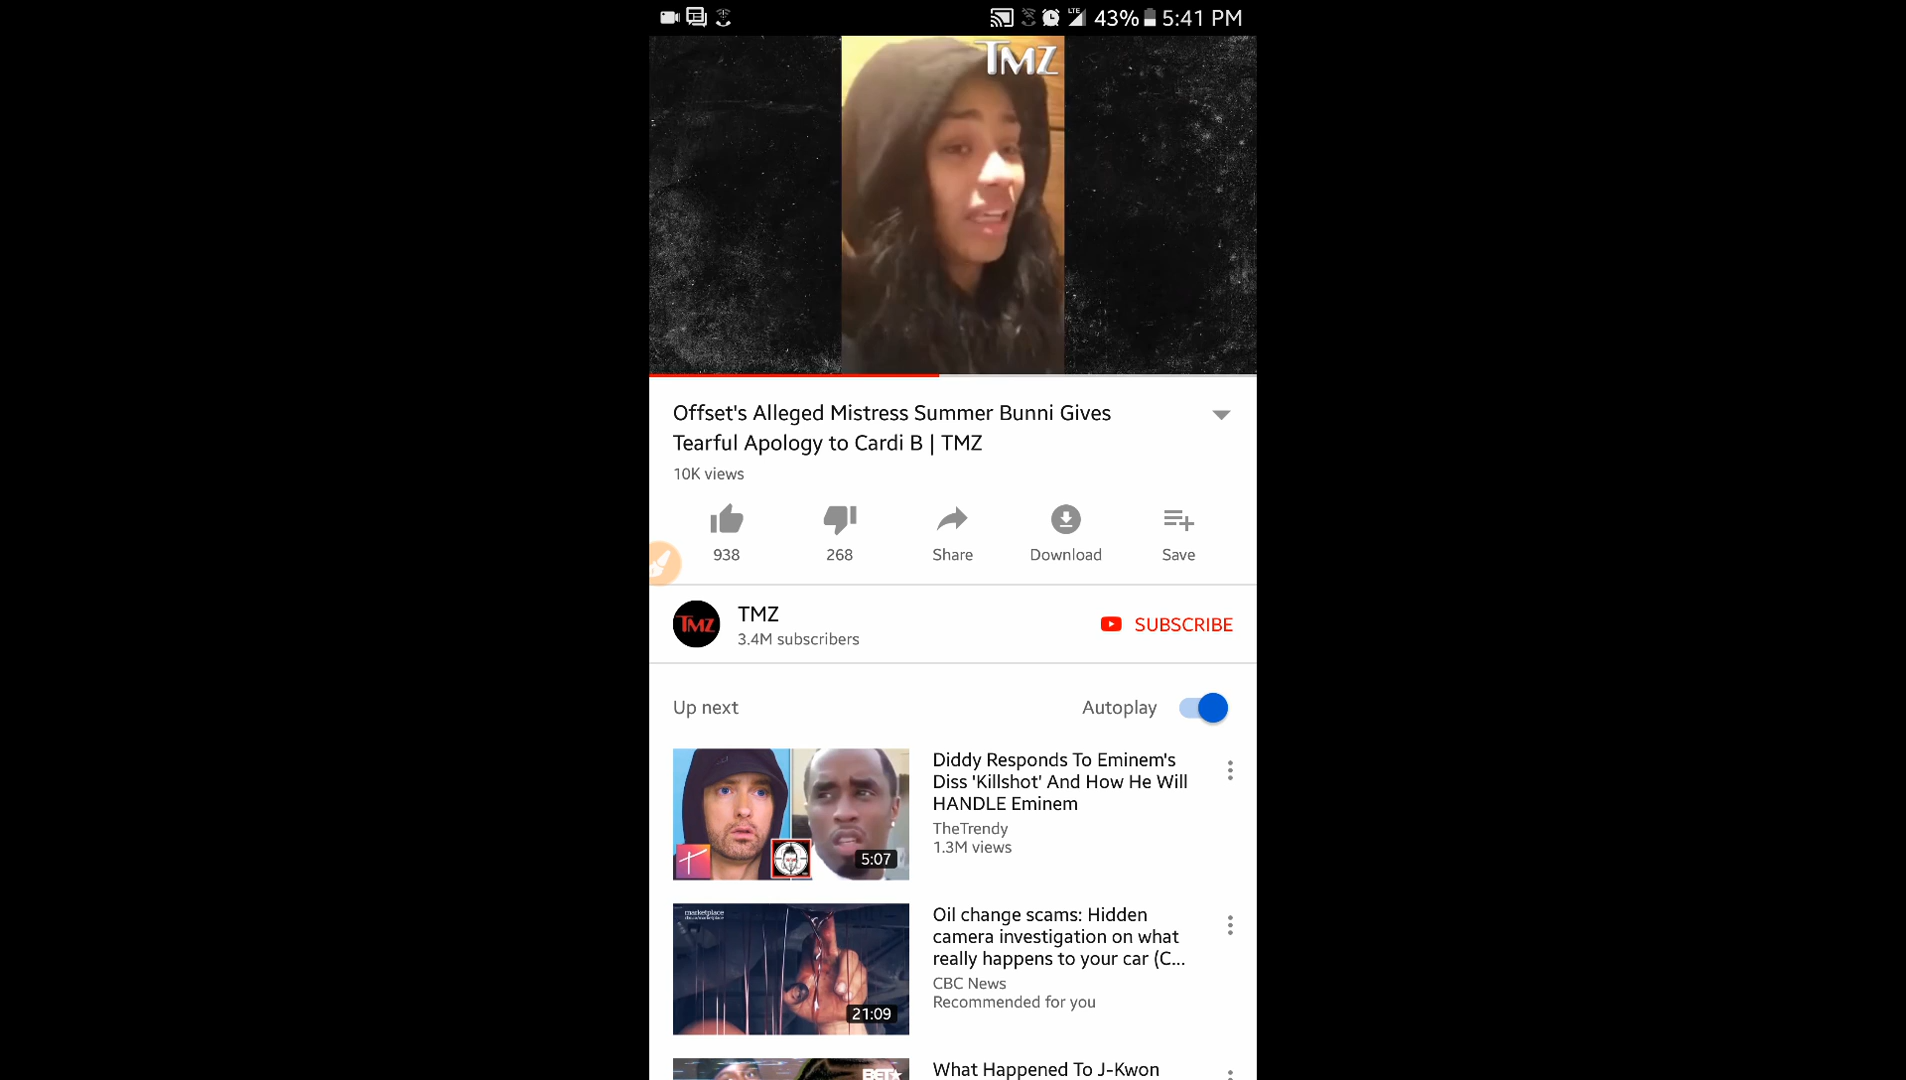 LTE 43% 5:41 PM
TMZ
Offset's Alleged Mistress Summer Bunni Gives
Tearful Apology to Cardi B | TMZ
10K views
938
268
Share
Download
Save
TMZ
TMZ
3.4M subscribers
SUBSCRIBE
Up next
Autoplay
Diddy Responds To Eminem's
Diss 'Killshot' And How He Will
HANDLE Eminem
TheTrendy
1.3M views
5:07
marketplace
Oil change scams: Hidden
camera investigation on what
really happens to your car (C...
CBC News
Recommended for you
21:09
BET
What Happened To J-Kwon